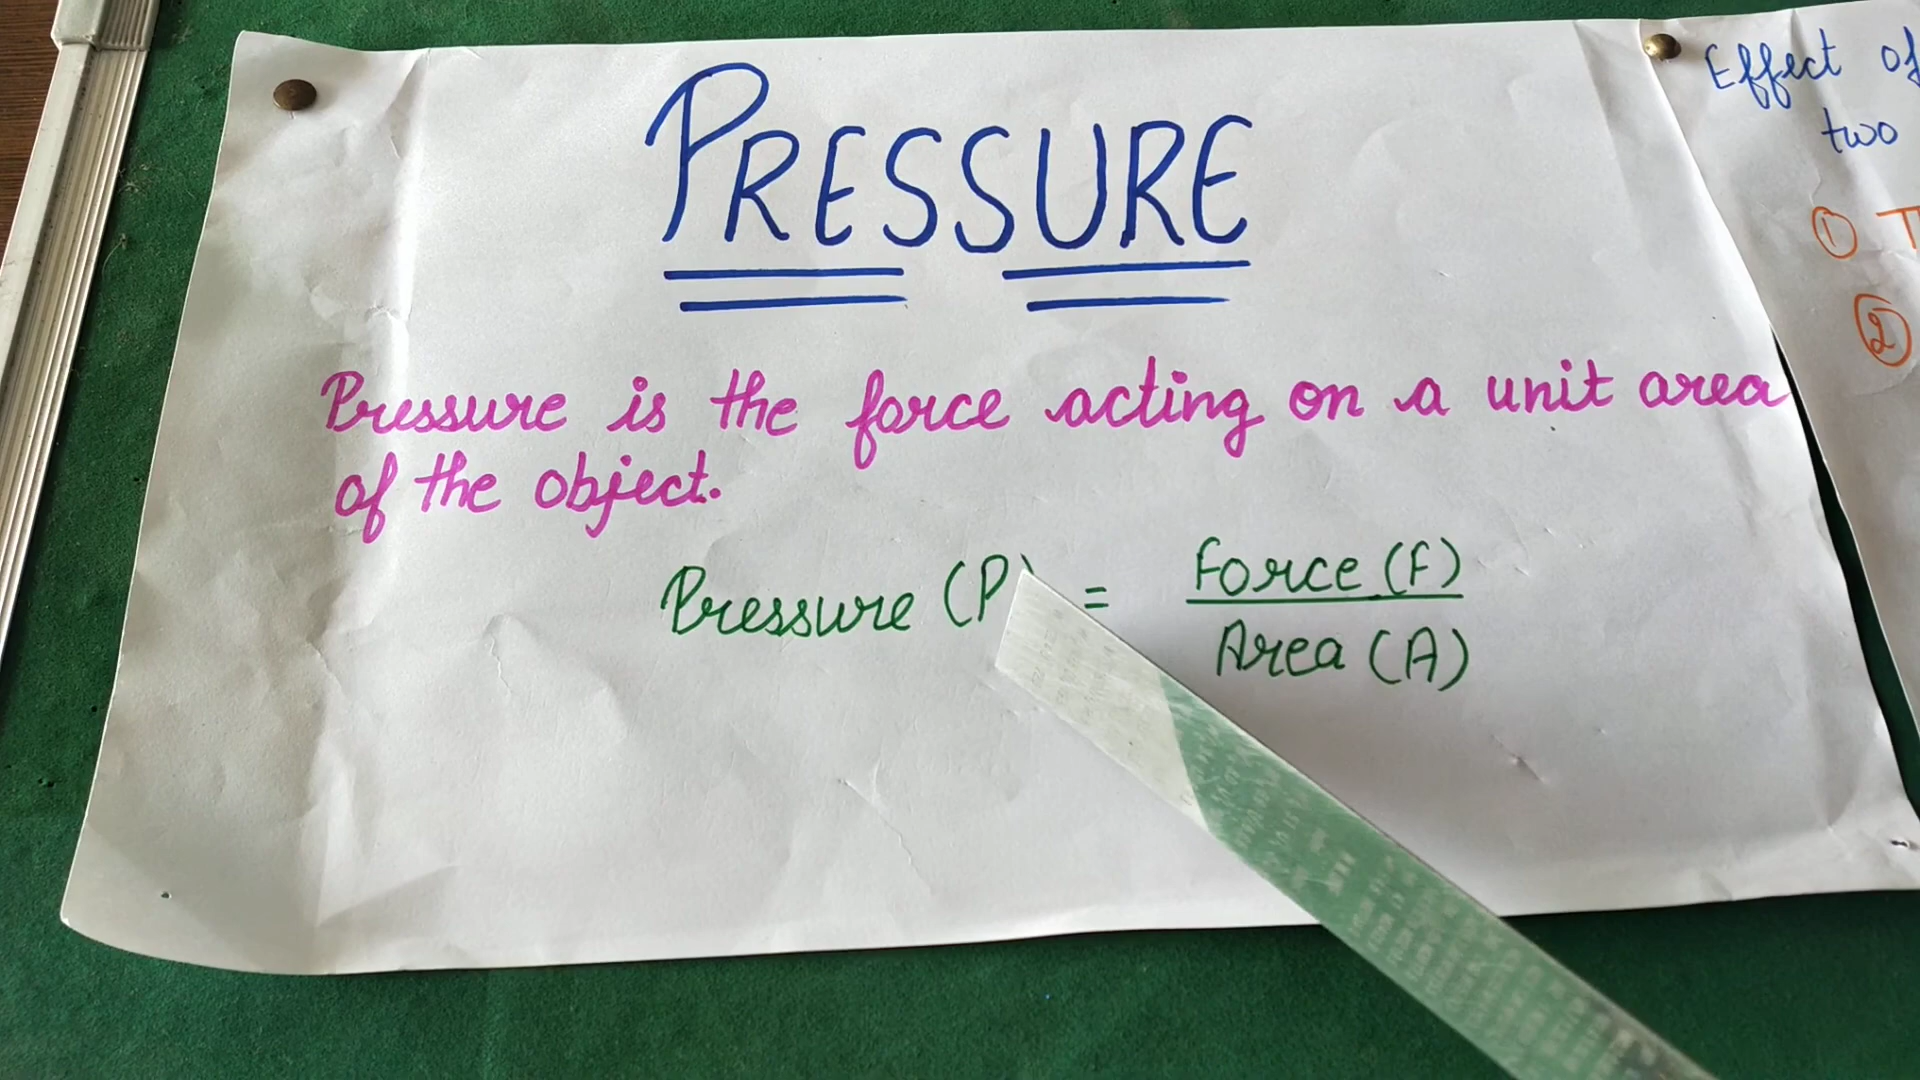 PRESSURE
Pressure is the force acting on a unit area
of the object.
Pressure (P) = Force (F)
Area (A)
Effect of
two
1
2